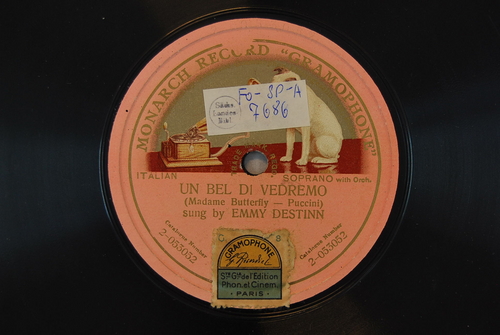 MONARCH RECORD "GRAMOPHONE"
FO-SP-A
7686
ITALIAN
SOPRANO with Orch.
UN BEL DI VEDREMO
(Madame Butterfly — Puccini)
sung by EMMY DESTINN
Catalogue Number
2-053052
Catalogue Number
2-053052
GRAMOPHONE
Sté Gle de l'Edition
Phon. et Cinem.
PARIS